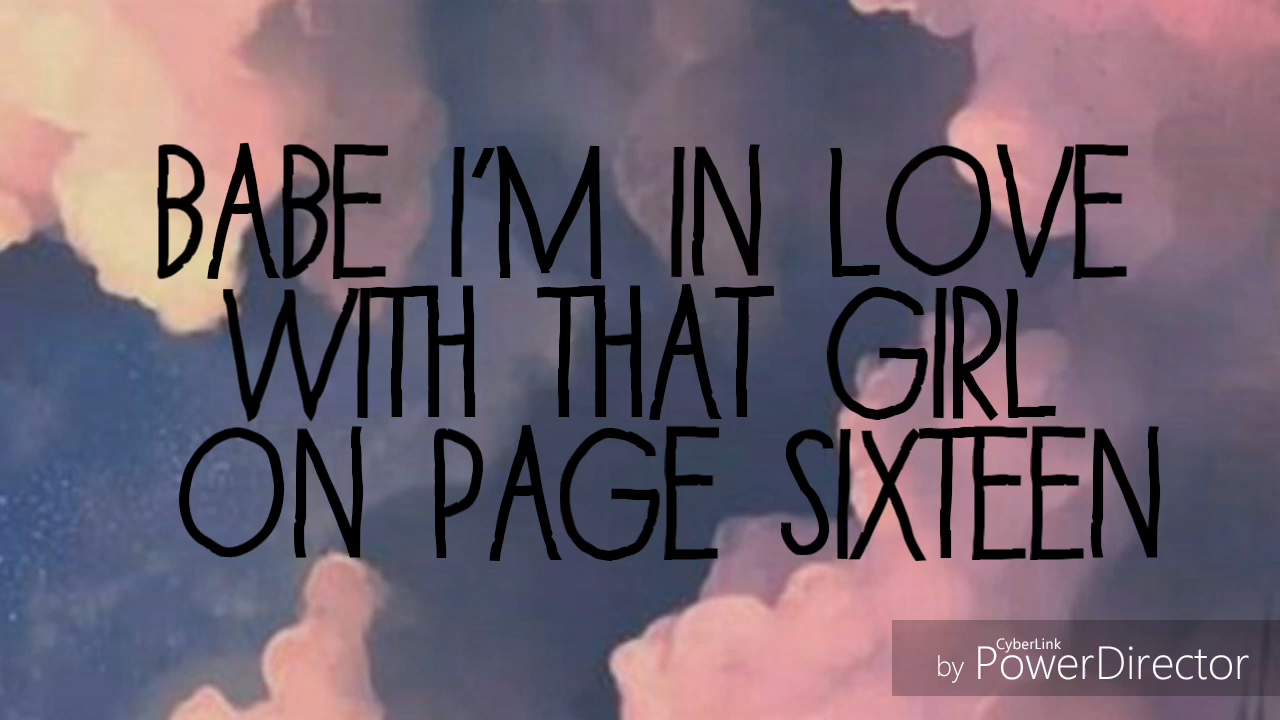 BABE I'M IN LOVE
WITH THAT GIRL
ON PAGE SIXTEEN
CyberLink
by PowerDirector